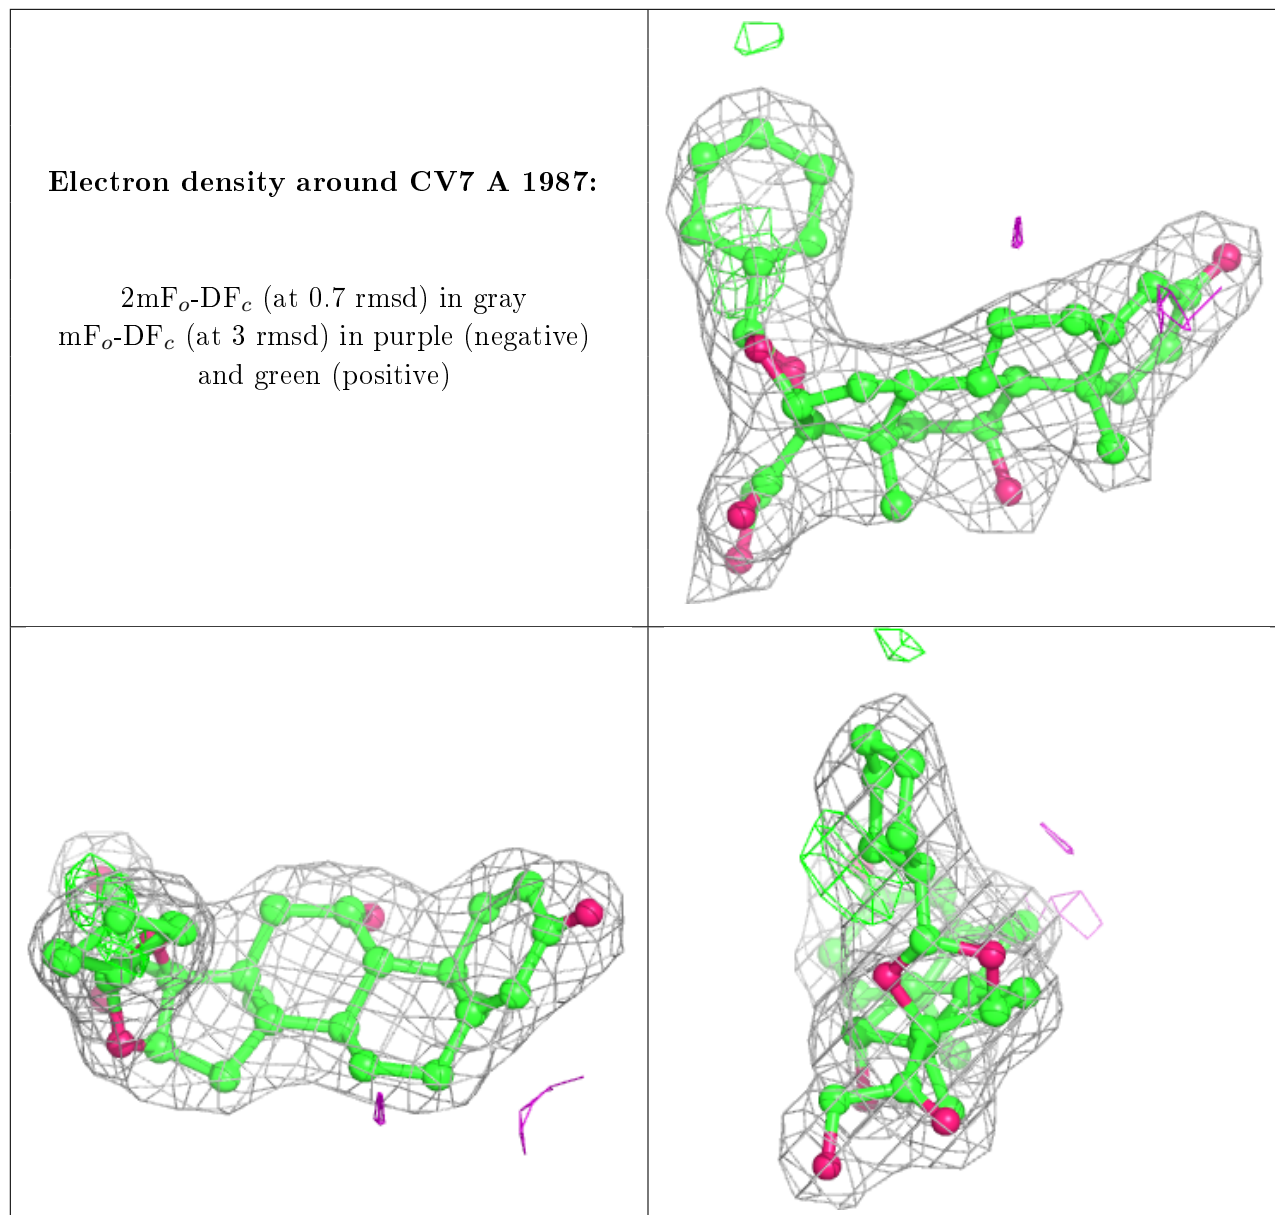 Electron density around CV7 A 1987:
2mFo-DFc (at 0.7 rmsd) in gray
mFo-DFc (at 3 rmsd) in purple (negative)
and green (positive)